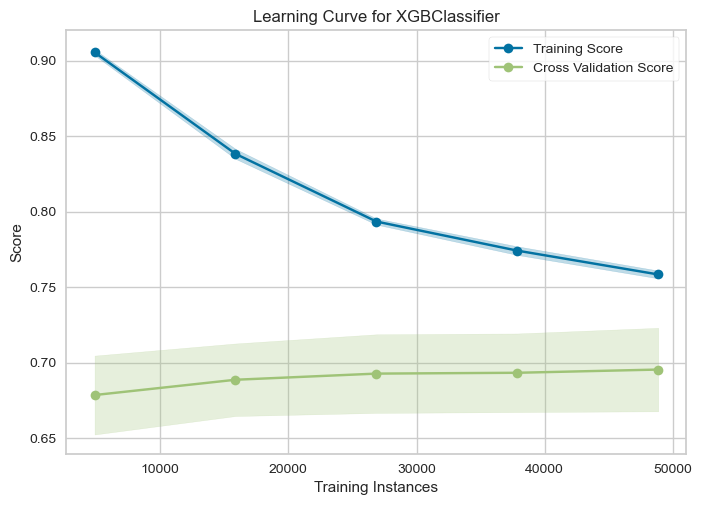 Learning Curve for XGBClassifier
Training Score
Cross Validation Score
0.90
0.85
0.80
0.75
0.70
0.65
Score
10000
20000
30000
40000
50000
Training Instances